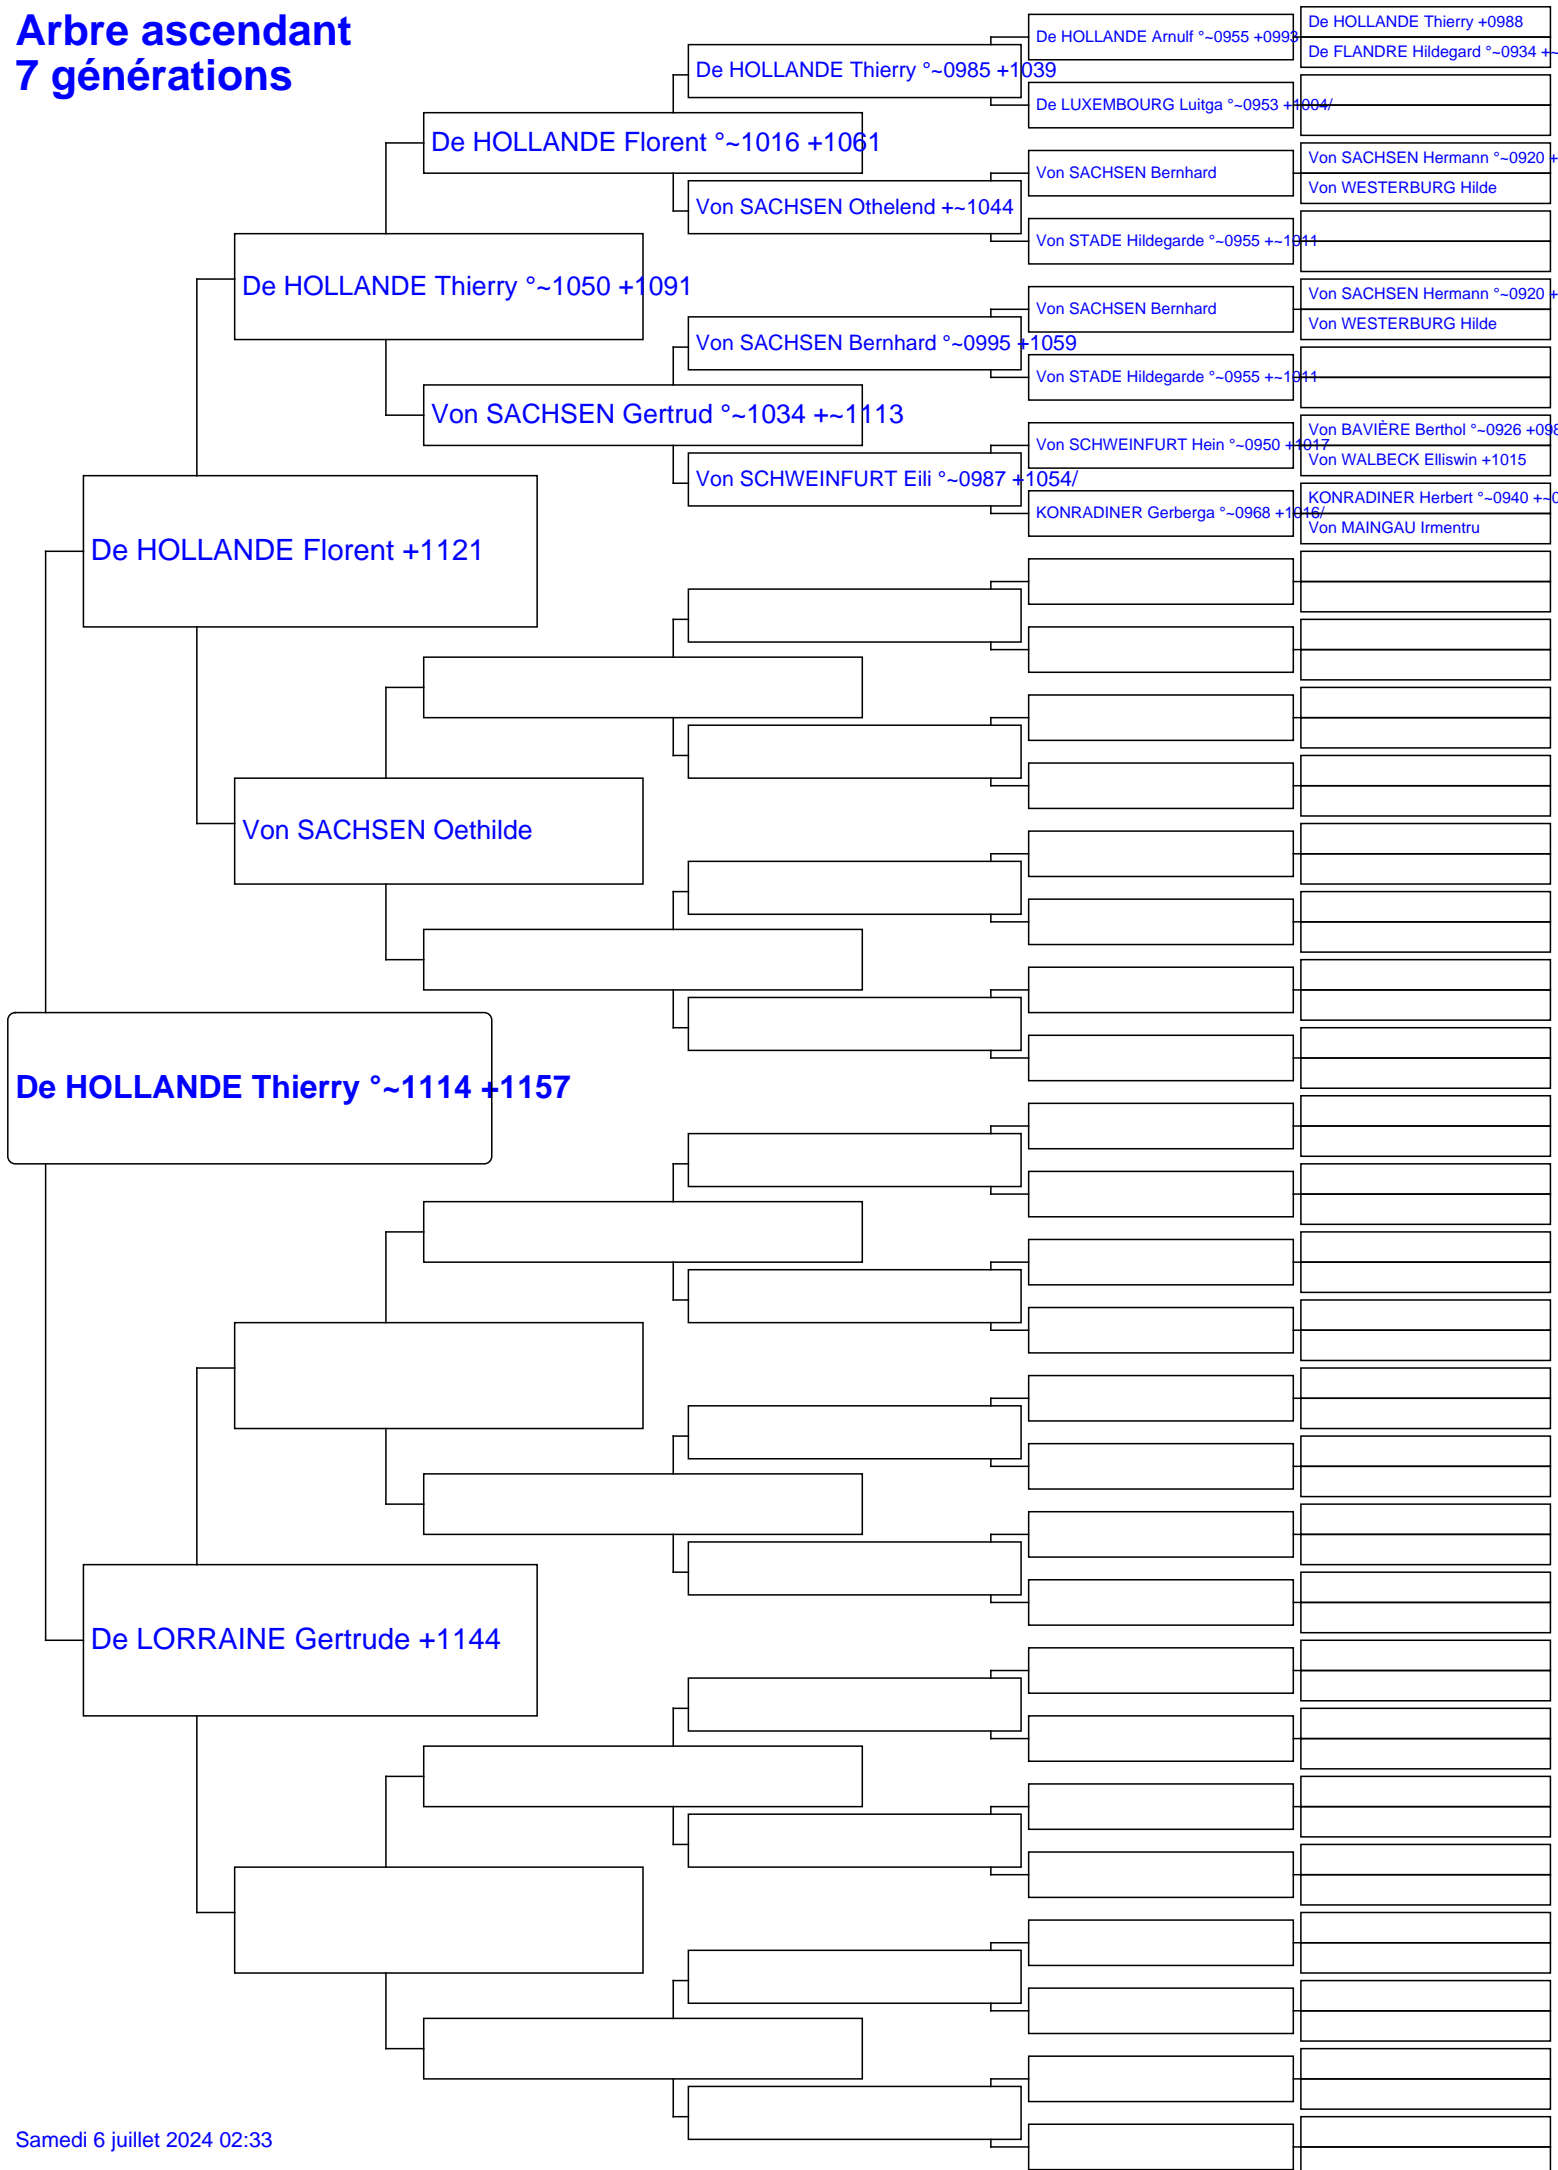 Arbre ascendant
7 générations
De HOLLANDE Thierry +0988
De HOLLANDE Arnulf °~0955 +0993
De FLANDRE Hildegard °~0934 +~
De HOLLANDE Thierry °~0985 +1039
De LUXEMBOURG Luitga °~0953 +1004/
De HOLLANDE Florent °~1016 +1061
Von SACHSEN Hermann °~0920 +
Von SACHSEN Bernhard
Von WESTERBURG Hilde
Von SACHSEN Othelend +~1044
Von STADE Hildegarde °~0955 +~1011
De HOLLANDE Thierry °~1050 +1091
Von SACHSEN Hermann °~0920 +
Von SACHSEN Bernhard
Von WESTERBURG Hilde
Von SACHSEN Bernhard °~0995 +1059
Von STADE Hildegarde °~0955 +~1011
Von SACHSEN Gertrud °~1034 +~1113
Von BAVIÈRE Berthol °~0926 +098
Von SCHWEINFURT Hein °~0950 +1017
Von WALBECK Elliswin +1015
Von SCHWEINFURT Eili °~0987 +1054/
KONRADINER Herbert °~0940 +~0
KONRADINER Gerberga °~0968 +1016/
Von MAINGAU Irmentru
De HOLLANDE Florent +1121
Von SACHSEN Oethilde
De HOLLANDE Thierry °~1114 +1157
De LORRAINE Gertrude +1144
Samedi 6 juillet 2024 02:33